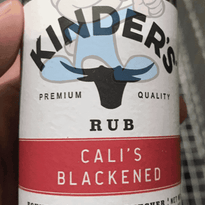 KINDER'S
PREMIUM QUALITY
RUB
CALI'S
BLACKENED